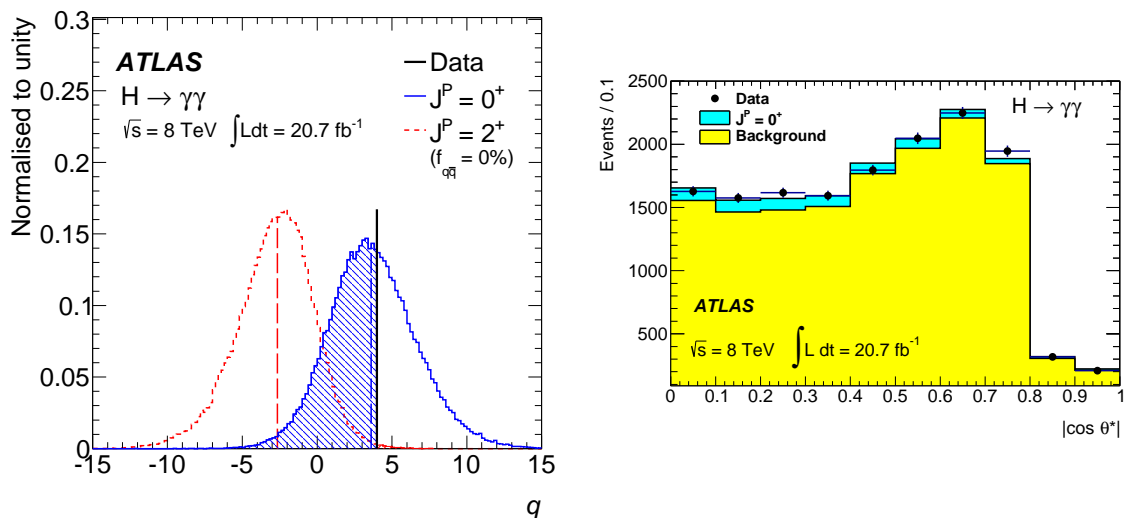 Normalised to unity
0.3
0.25
0.2
0.15
0.1
0.05
0
ATLAS
H → γγ
√s = 8 TeV ∫Ldt = 20.7 fb⁻¹
Data
Jᴾ = 0⁺
Jᴾ = 2⁺
(f_qq̅ = 0%)
-15 -10 -5 0 5 10 15
q
Events / 0.1
2500
2000
1500
1000
500
Data
Jᴾ = 0⁺
Background
H → γγ
ATLAS
√s = 8 TeV ∫L dt = 20.7 fb⁻¹
0 0.1 0.2 0.3 0.4 0.5 0.6 0.7 0.8 0.9 1
|cos θ*|